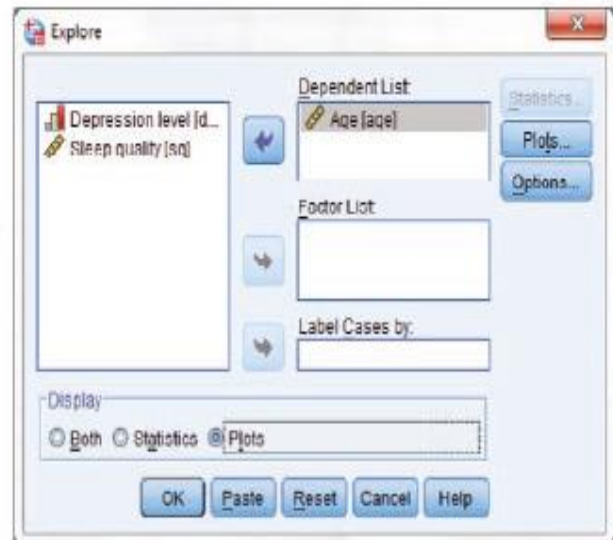 Explore
Dependent List:
Depression level [d...
Sleep quality [sq]
Age [age]
Statistics...
Plots...
Options...
Factor List:
Label Cases by:
Display
Both Statistics Plots
OK Paste Reset Cancel Help